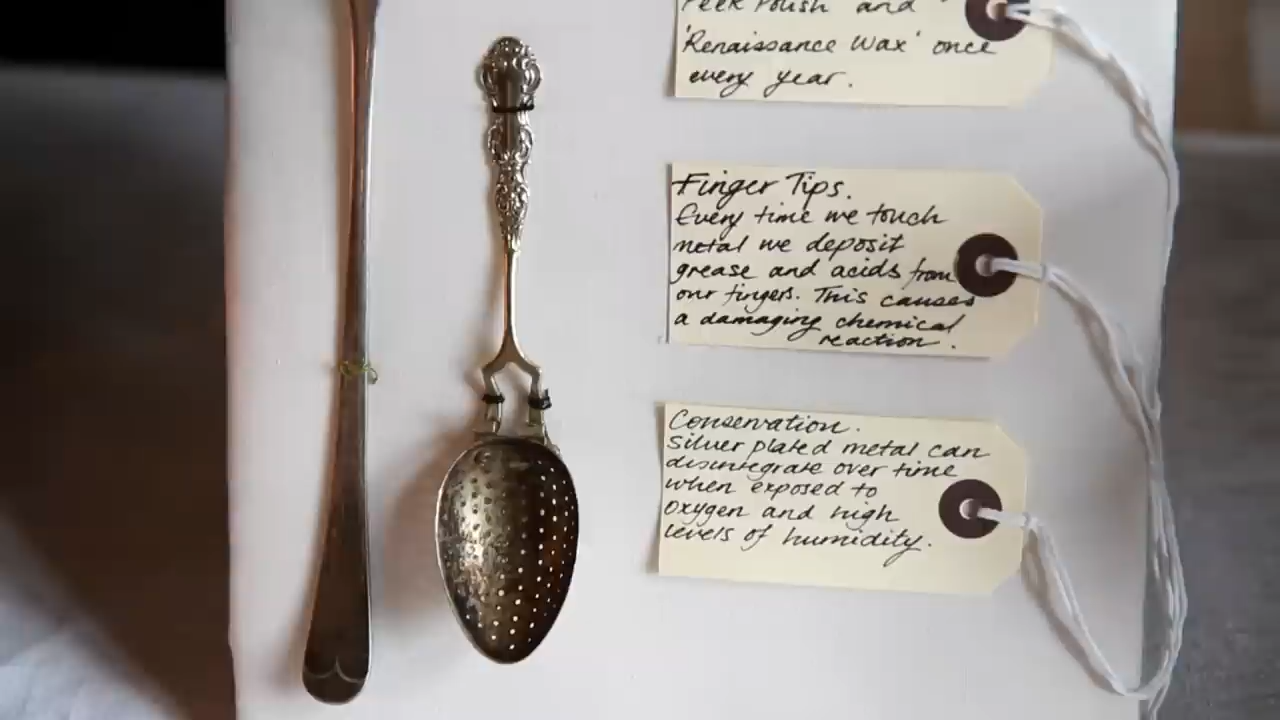 Peek Polish' and
'Renaissance Wax' once
every year.
Finger Tips.
Every time we touch
metal we deposit
grease and acids from
our fingers. This causes
a damaging chemical
reaction.
Conservation.
Silver plated metal can
disintegrate over time
when exposed to
oxygen and high
levels of humidity.